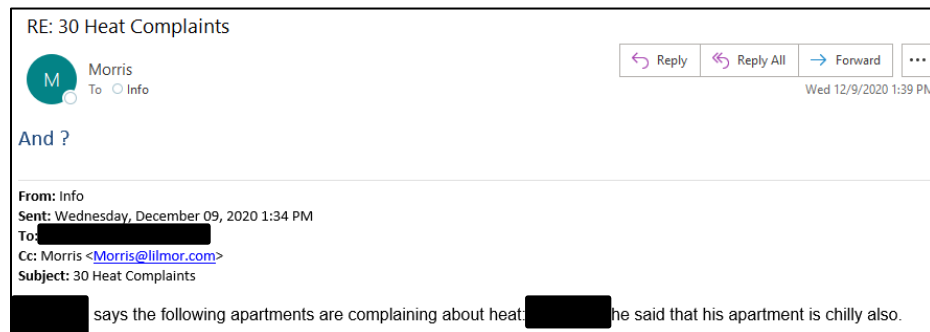 RE: 30 Heat Complaints
M
Morris
To Info
Reply Reply All Forward ...
Wed 12/9/2020 1:39 PM
And ?
From: Info
Sent: Wednesday, December 09, 2020 1:34 PM
To:
Cc: Morris <Morris@lilmor.com>
Subject: 30 Heat Complaints
says the following apartments are complaining about heat: he said that his apartment is chilly also.